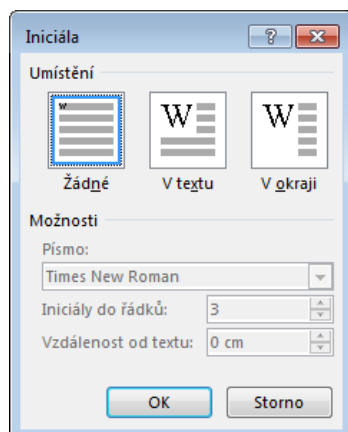 Iniciála
Umístění
W W W
Žádné V textu V okraji
Možnosti
Písmo:
Times New Roman
Iniciály do řádků: 3
Vzdálenost od textu: 0 cm
OK Storno